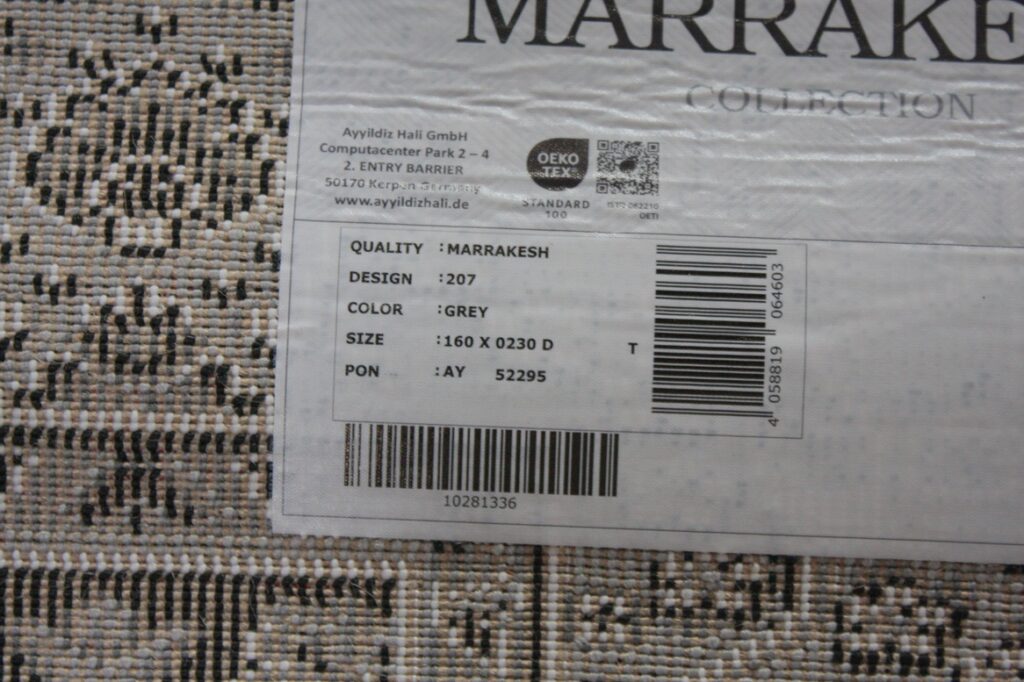 MARRAKE
COLLECTION
Ayyildiz Hali GmbH
Computacenter Park 2 – 4
2. ENTRY BARRIER
50170 Kerpen Germany
www.ayyildizhali.de
OEKO
TEX®
STANDARD
100
OETI
QUALITY : MARRAKESH
DESIGN : 207
COLOR : GREY
SIZE : 160 X 0230 D
T
PON : AY 52295
4 058819 064603
10281336